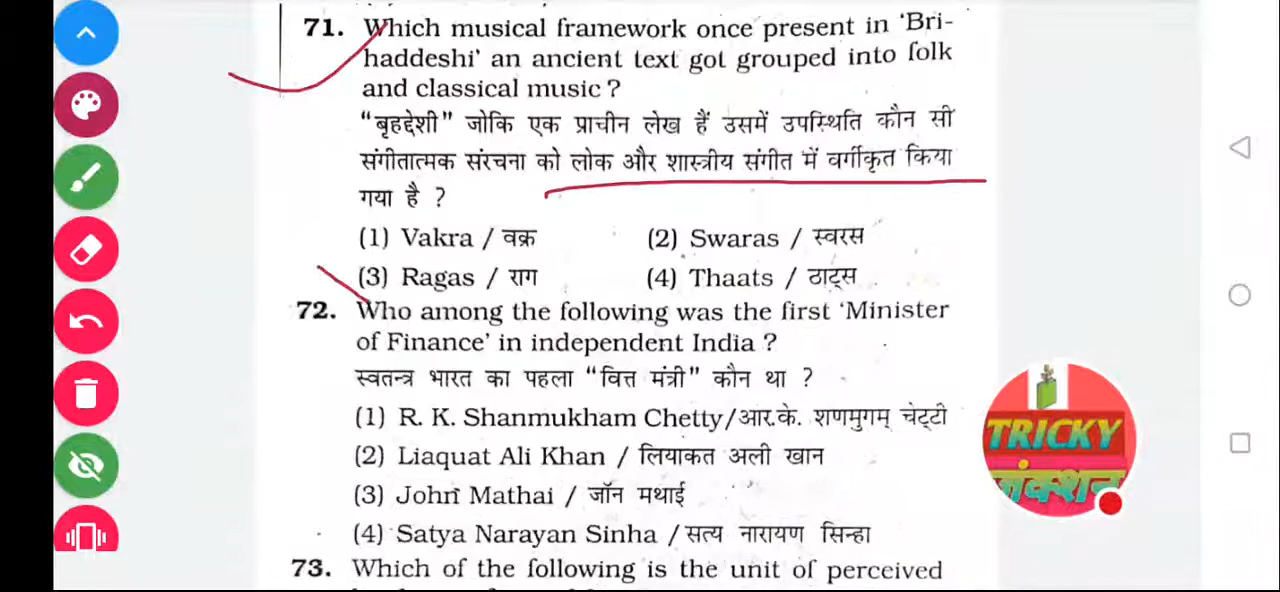 71. Which musical framework once present in ‘Bri-
haddeshi’ an ancient text got grouped into folk
and classical music ?
“बृहद्देशी” जोकि एक प्राचीन लेख हैं उसमें उपस्थिति कौन सी
संगीतात्मक संरचना को लोक और शास्त्रीय संगीत में वर्गीकृत किया
गया है ?
(1) Vakra / वक्र (2) Swaras / स्वरस
(3) Ragas / राग (4) Thaats / ठाट्स
72. Who among the following was the first ‘Minister
of Finance’ in independent India ?
स्वतन्त्र भारत का पहला “वित्त मंत्री” कौन था ?
(1) R. K. Shanmukham Chetty/आर.के. शणमुगम् चेट्टी
(2) Liaquat Ali Khan / लियाकत अली खान
(3) John Mathai / जॉन मथाई
(4) Satya Narayan Sinha / सत्य नारायण सिन्हा
TRICKY
जंक्शन
73. Which of the following is the unit of perceived